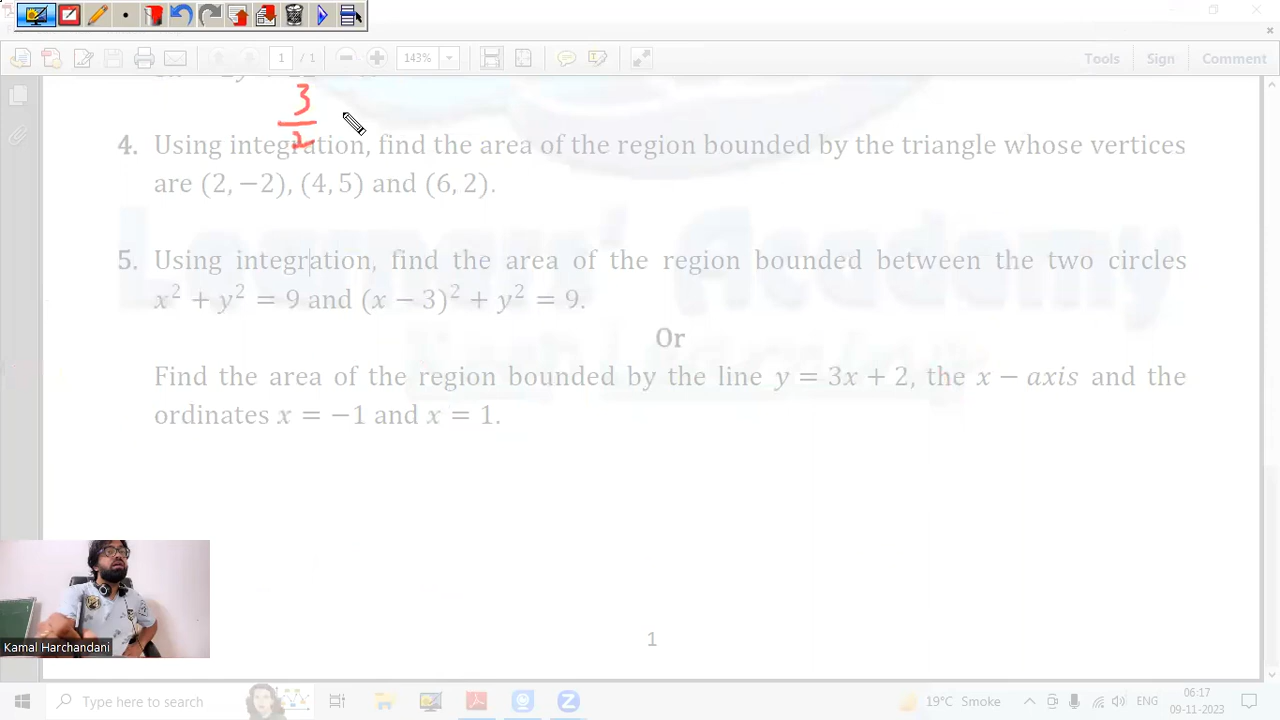 1 / 1
143%
Tools
Sign
Comment
3
2
4. Using integration, find the area of the region bounded by the triangle whose vertices
are (2, −2), (4, 5) and (6, 2).
5. Using integration, find the area of the region bounded between the two circles
x² + y² = 9 and (x − 3)² + y² = 9.
Or
Find the area of the region bounded by the line y = 3x + 2, the x − axis and the
ordinates x = −1 and x = 1.
Learners' Academy
1
Kamal Harchandani
Type here to search
19°C Smoke
ENG
06:17
09-11-2023